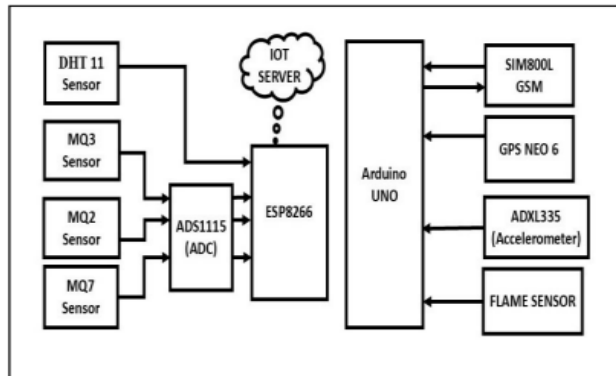 DHT 11
Sensor
MQ3
Sensor
MQ2
Sensor
MQ7
Sensor
ADS1115
(ADC)
IOT
SERVER
ESP8266
Arduino
UNO
SIM800L
GSM
GPS NEO 6
ADXL335
(Accelerometer)
FLAME SENSOR